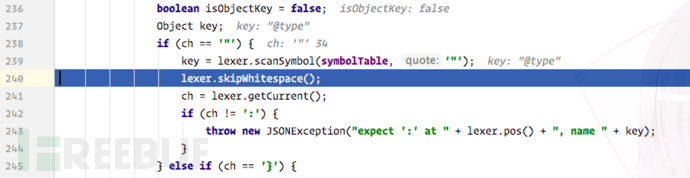 236 boolean isObjectKey = false; isObjectKey: false
237 Object key; key: "@type"
238 if (ch == '"') { ch: '"' 34
239 key = lexer.scanSymbol(symbolTable, quote: '"'); key: "@type"
240 lexer.skipWhitespace();
241 ch = lexer.getCurrent();
242 if (ch != ':') {
243 throw new JSONException("expect ':' at " + lexer.pos() + ", name " + key);
244 }
245 } else if (ch == '}') {
FREEBUF